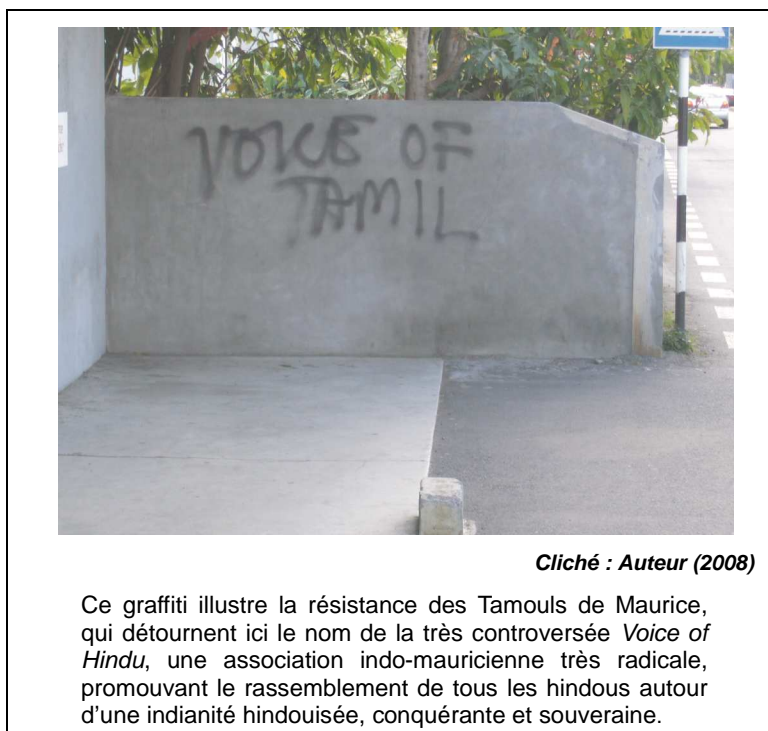 VOICE OF
TAMIL
Cliché : Auteur (2008)
Ce graffiti illustre la résistance des Tamouls de Maurice,
qui détournent ici le nom de la très controversée Voice of
Hindu, une association indo-mauricienne très radicale,
promouvant le rassemblement de tous les hindous autour
d’une indianité hindouisée, conquérante et souveraine.